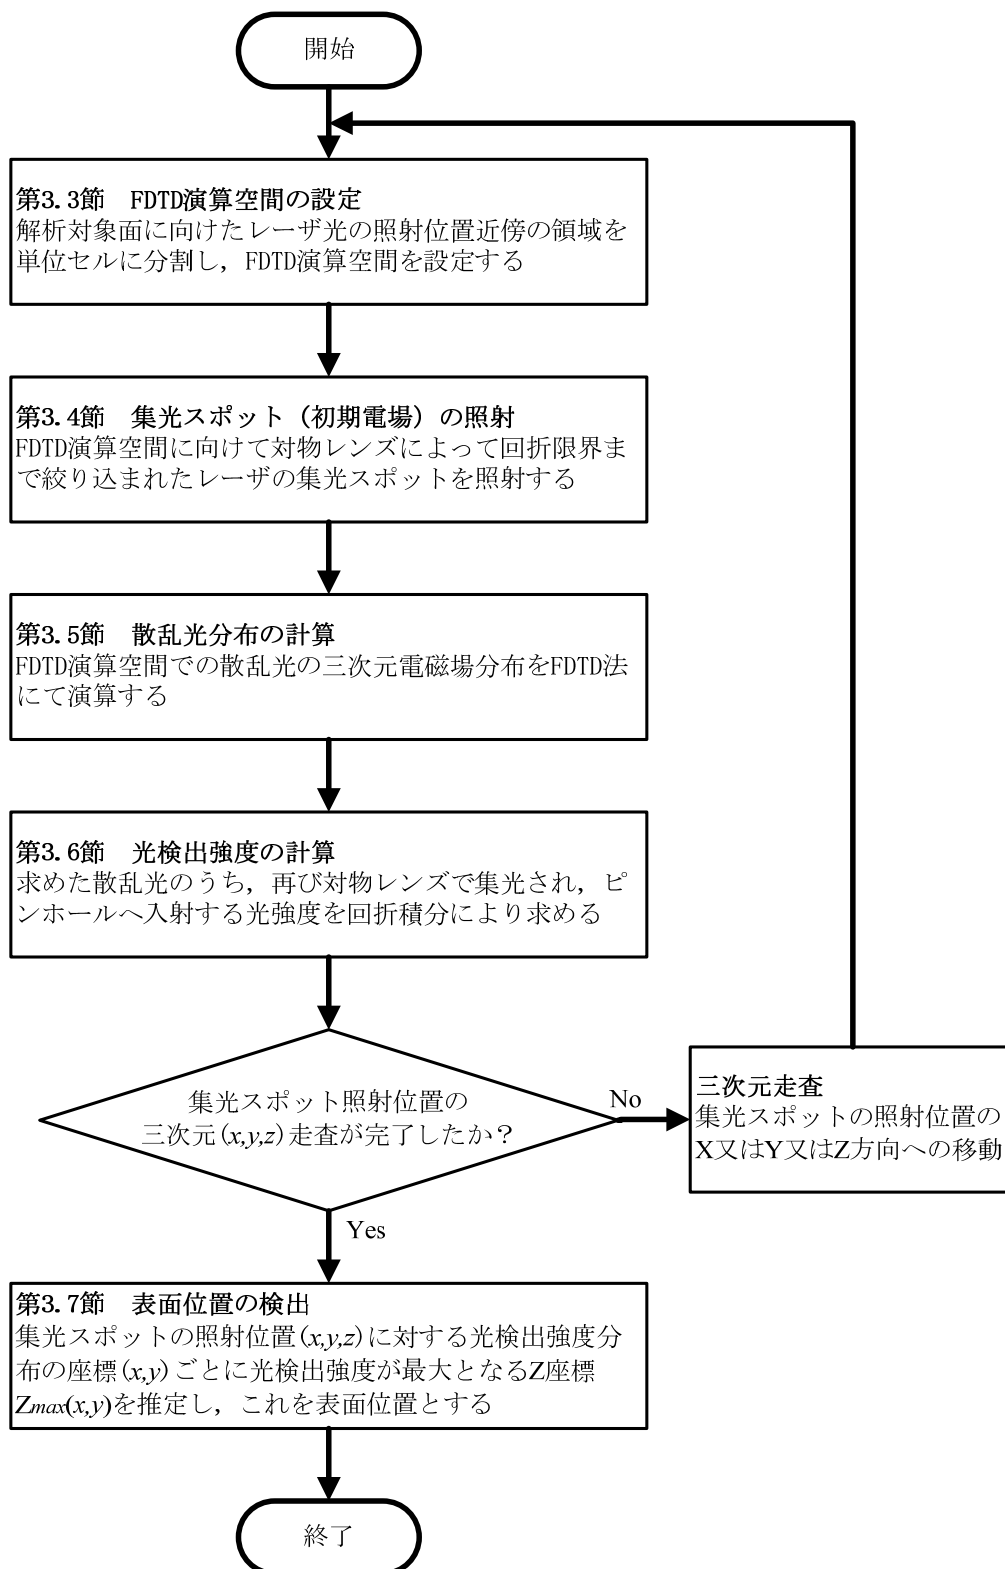 開始
第3.3節　FDTD演算空間の設定
解析対象面に向けたレーザ光の照射位置近傍の領域を
単位セルに分割し，FDTD演算空間を設定する
第3.4節　集光スポット（初期電場）の照射
FDTD演算空間に向けて対物レンズによって回折限界ま
で絞り込まれたレーザの集光スポットを照射する
第3.5節　散乱光分布の計算
FDTD演算空間での散乱光の三次元電磁場分布をFDTD法
にて演算する
第3.6節　光検出強度の計算
求めた散乱光のうち，再び対物レンズで集光され，ピ
ンホールへ入射する光強度を回折積分により求める
集光スポット照射位置の
三次元(x,y,z)走査が完了したか？
No
三次元走査
集光スポットの照射位置の
X又はY又はZ方向への移動
Yes
第3.7節　表面位置の検出
集光スポットの照射位置(x,y,z)に対する光検出強度分
布の座標(x,y)ごとに光検出強度が最大となるZ座標
Zmax(x,y)を推定し，これを表面位置とする
終了